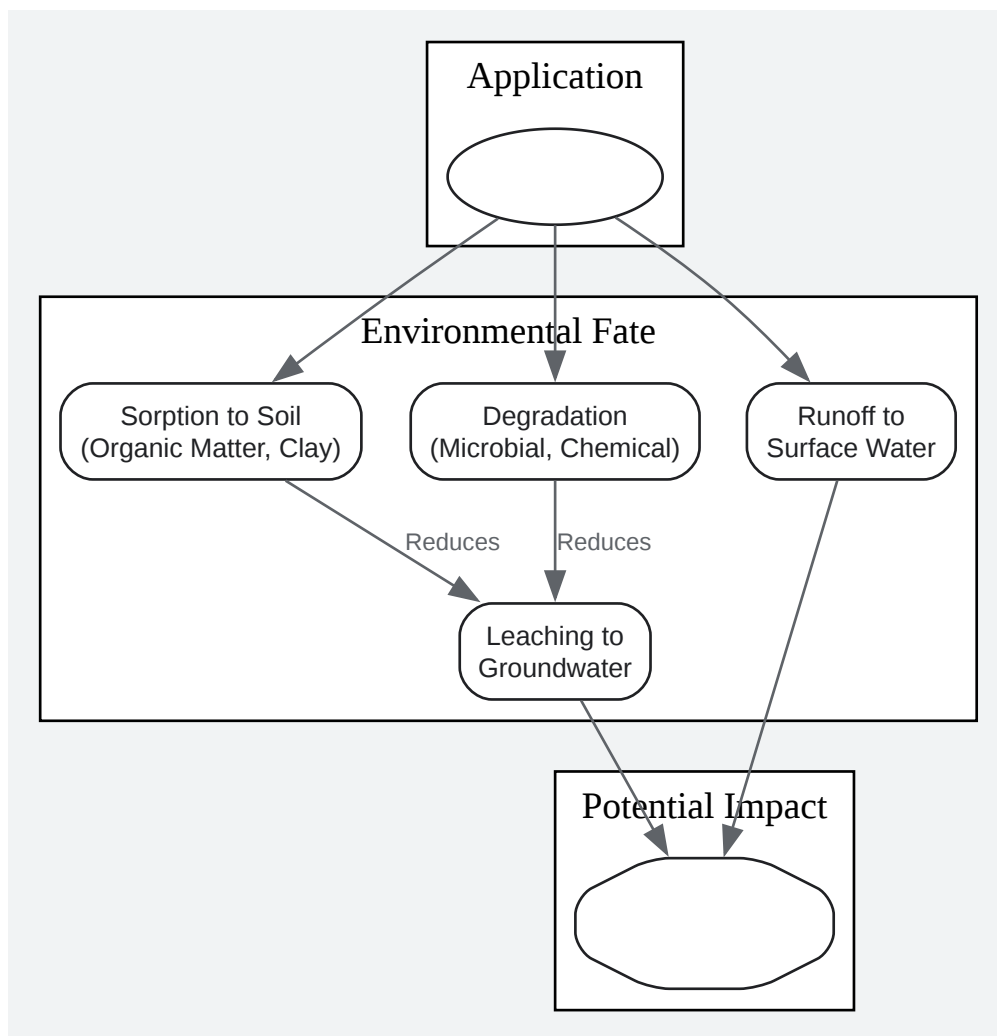 Application
Environmental Fate
Sorption to Soil
(Organic Matter, Clay)
Degradation
(Microbial, Chemical)
Runoff to
Surface Water
Reduces
Reduces
Leaching to
Groundwater
Potential Impact